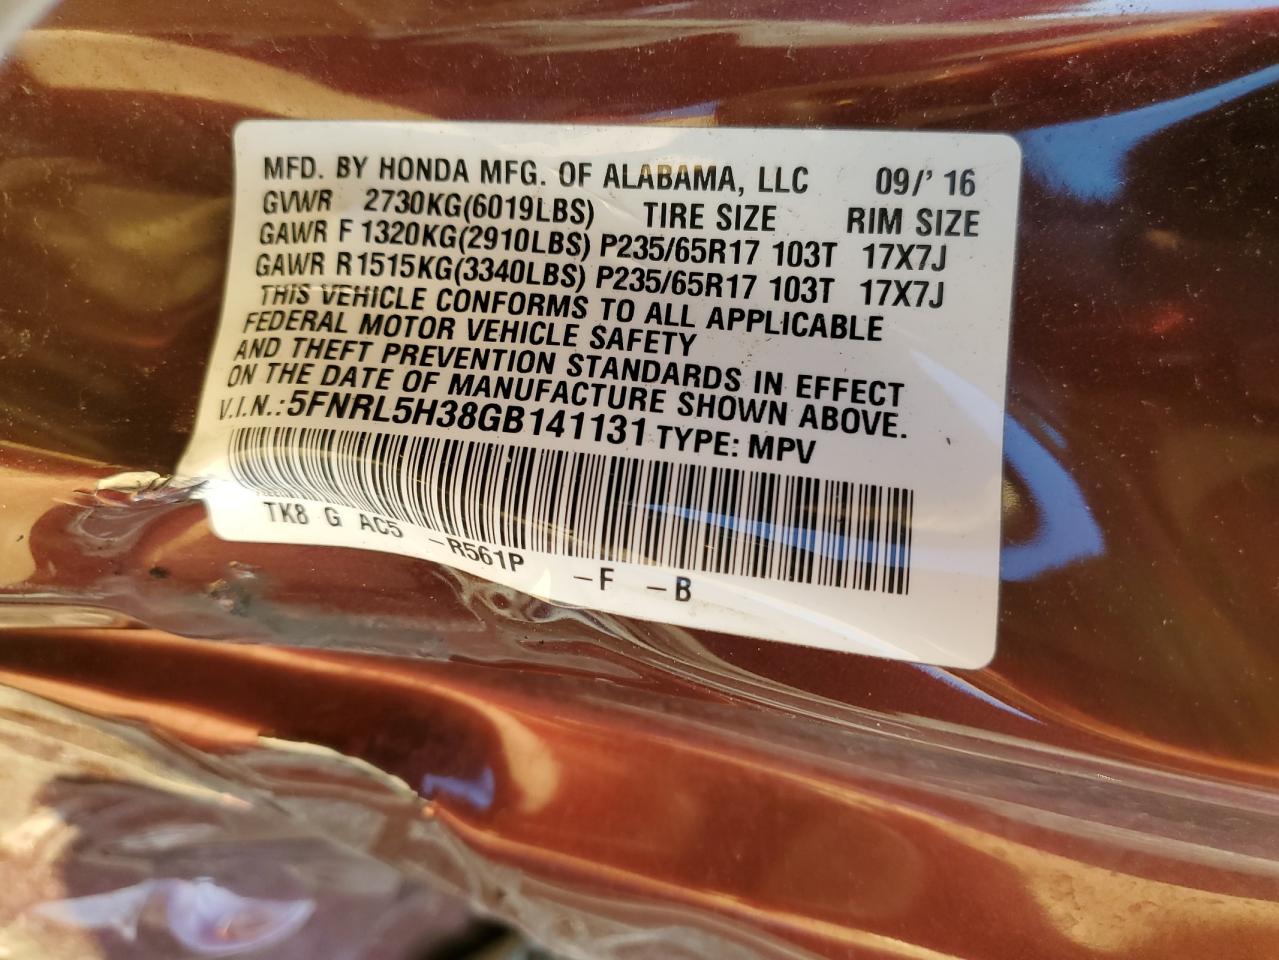 MFD. BY HONDA MFG. OF ALABAMA, LLC 09/' 16
GVWR 2730KG(6019LBS) TIRE SIZE RIM SIZE
GAWR F 1320KG(2910LBS) P235/65R17 103T 17X7J
GAWR R1515KG(3340LBS) P235/65R17 103T 17X7J
THIS VEHICLE CONFORMS TO ALL APPLICABLE
FEDERAL MOTOR VEHICLE SAFETY
AND THEFT PREVENTION STANDARDS IN EFFECT
ON THE DATE OF MANUFACTURE SHOWN ABOVE.
V.I.N.:5FNRL5H38GB141131 TYPE: MPV
TK8 G AC5 -R561P -F -B